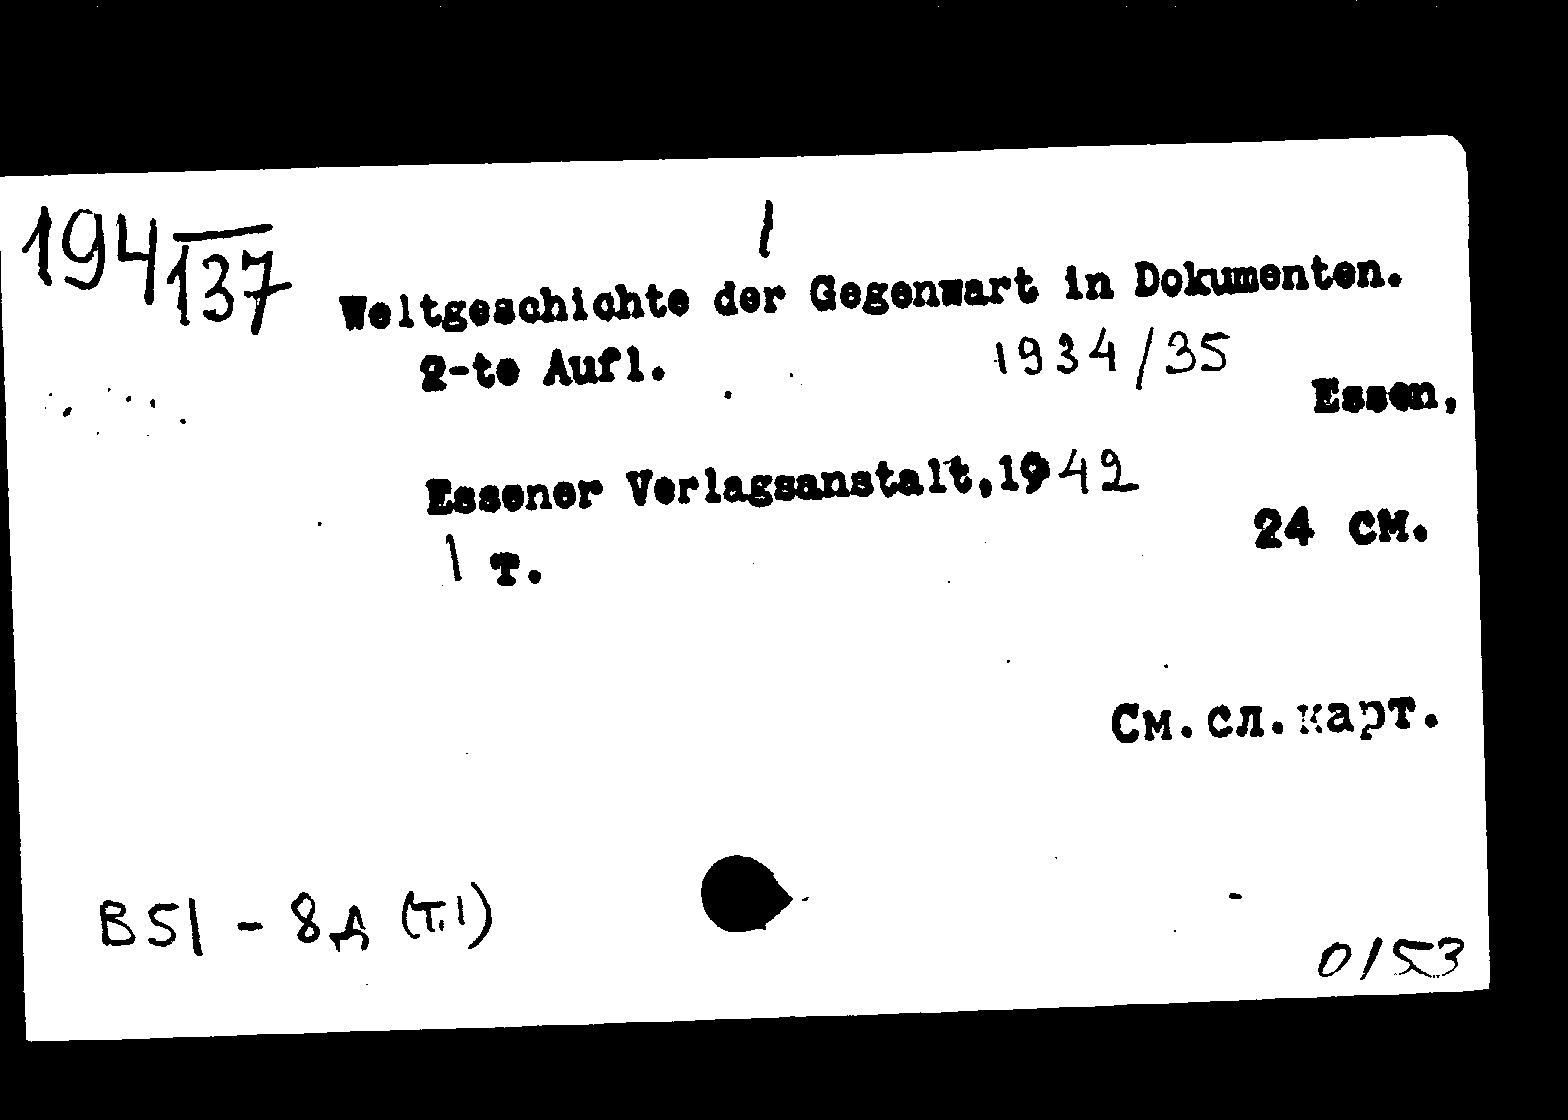 194/137
1
Weltgeschichte der Gegenwart in Dokumenten.
2-te Aufl. 1934/35
Essen,
Essener Verlagsanstalt, 1942
1 т. 24 см.
См. сл. карт.
B51 - 8д (т.1)
0153